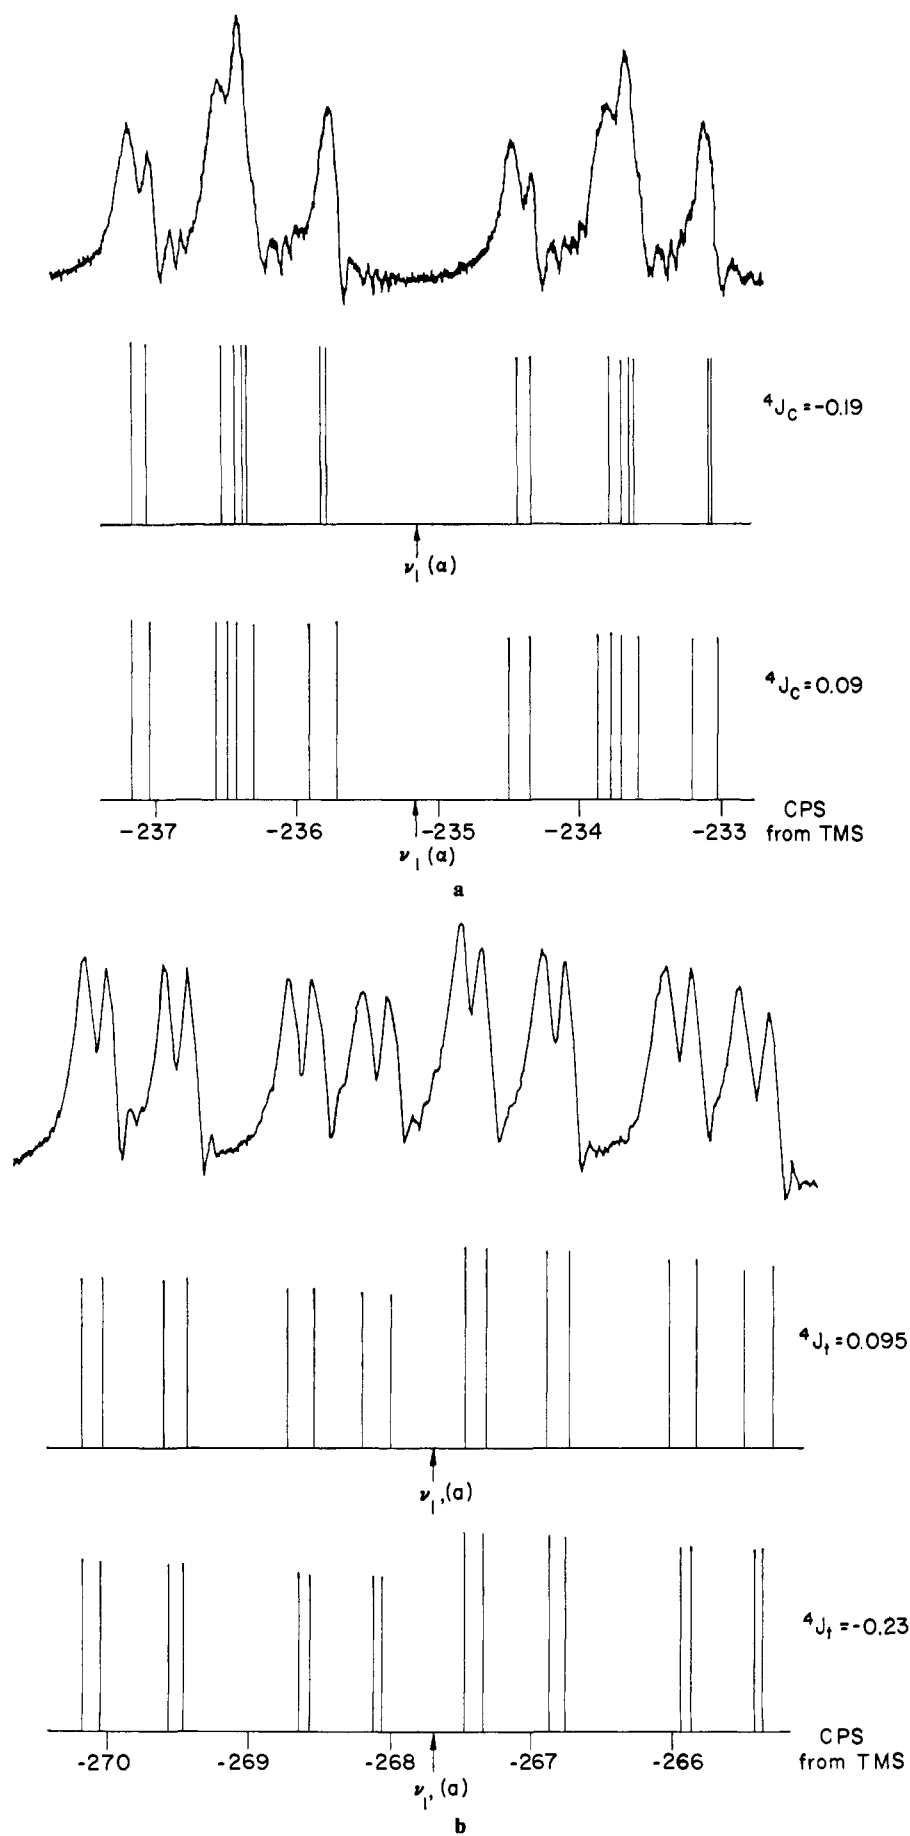 ⁴J_C = -0.19
ν_1 (α)
⁴J_C = 0.09
-237 -236 -235 -234 -233 CPS from TMS
ν_1 (α)
a
⁴J_t = 0.095
ν_1' (a)
⁴J_t = -0.23
-270 -269 -268 -267 -266 CPS from TMS
ν_1' (a)
b